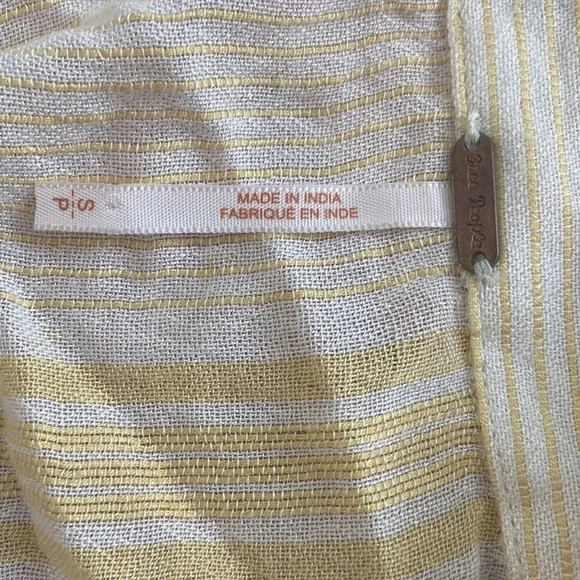 MADE IN INDIA
FABRIQUÉ EN INDE
S
P
Free People